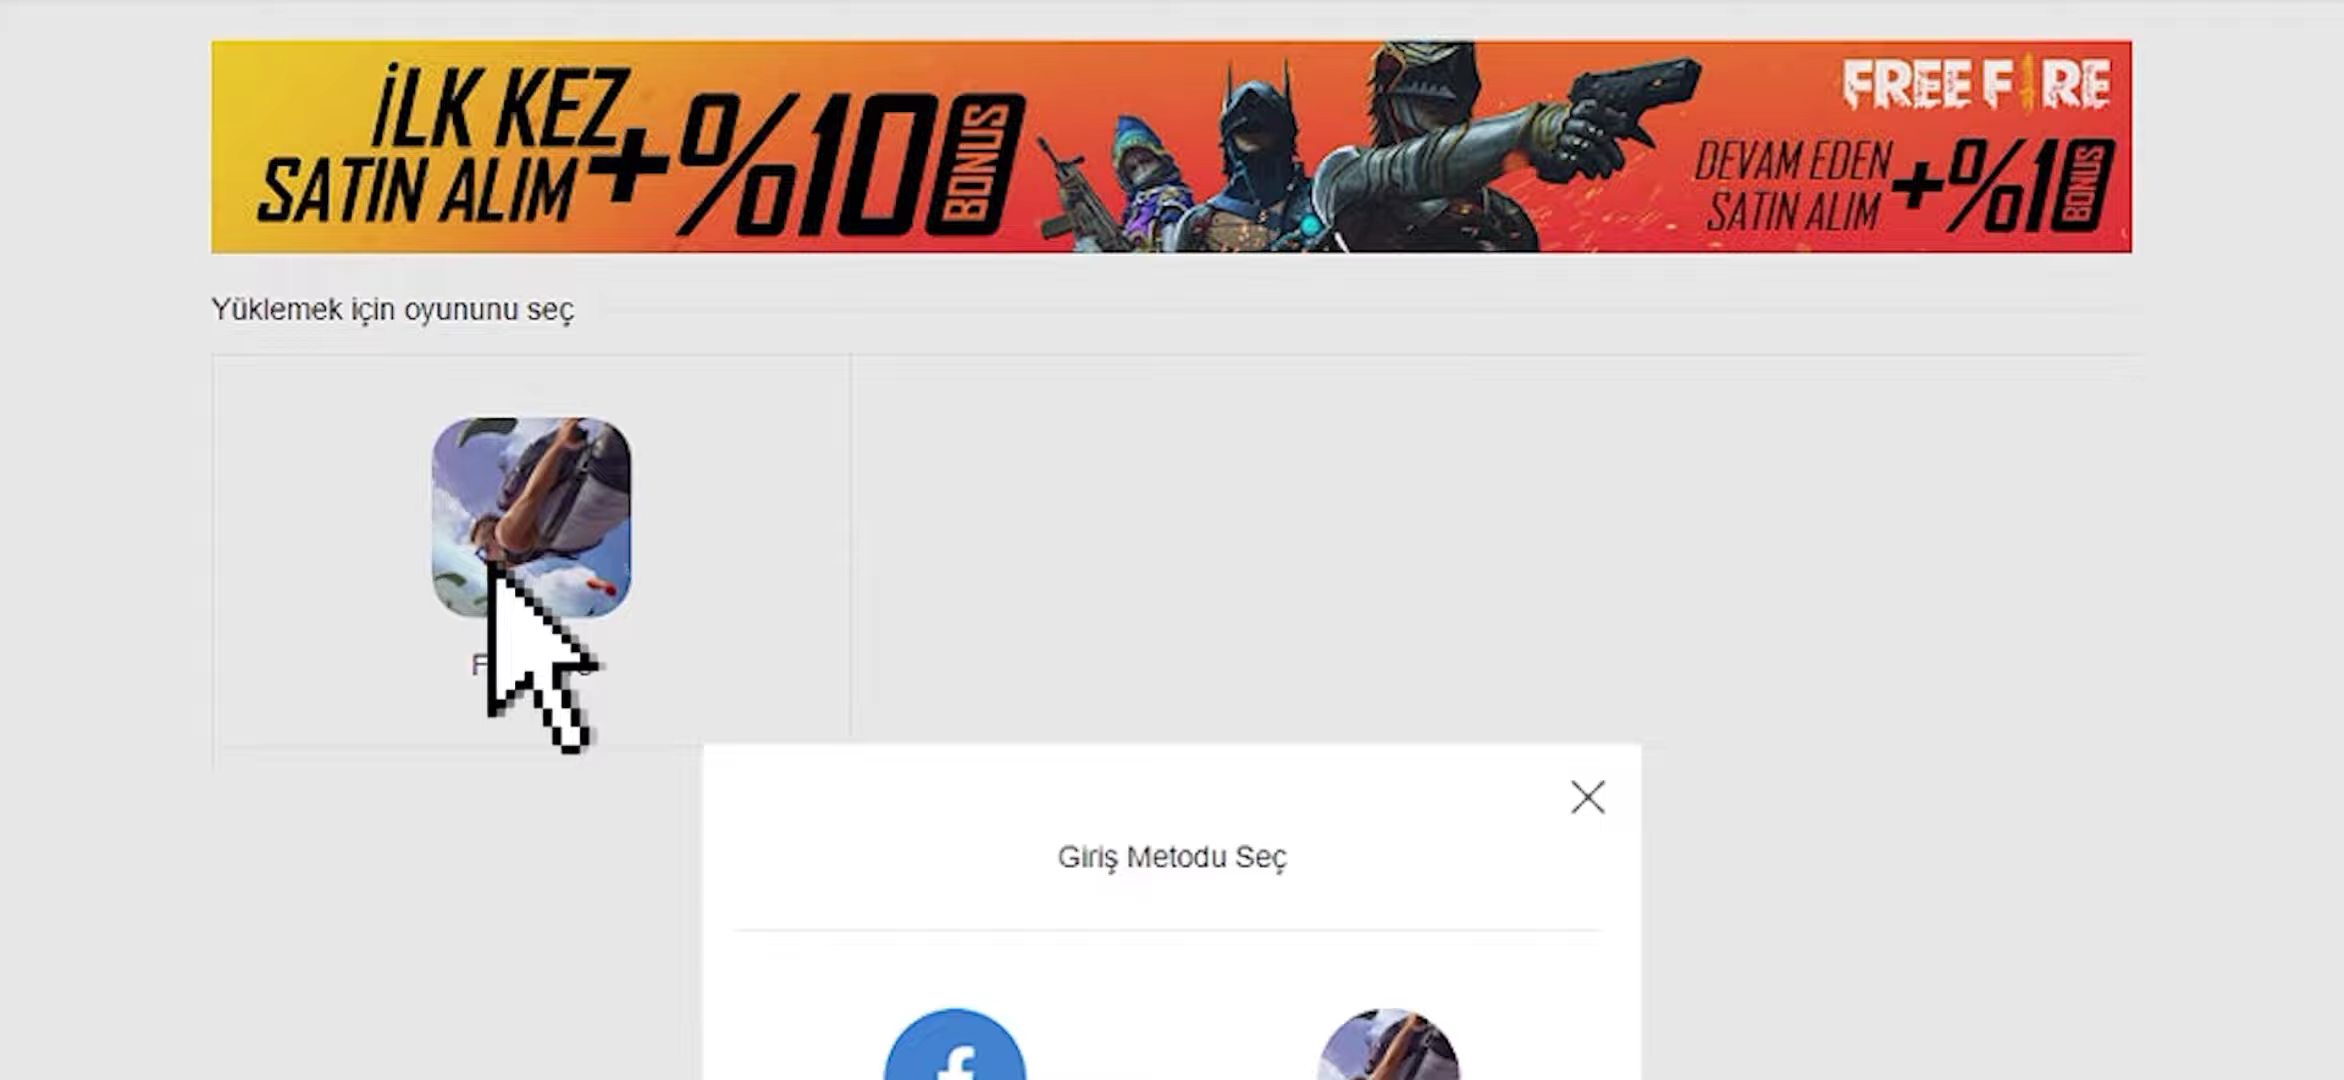 İLK KEZ
SATIN ALIM
+%10
BONUS
FREE FIRE
DEVAM EDEN
SATIN ALIM
+%10
BONUS
Yüklemek için oyununu seç
Giriş Metodu Seç